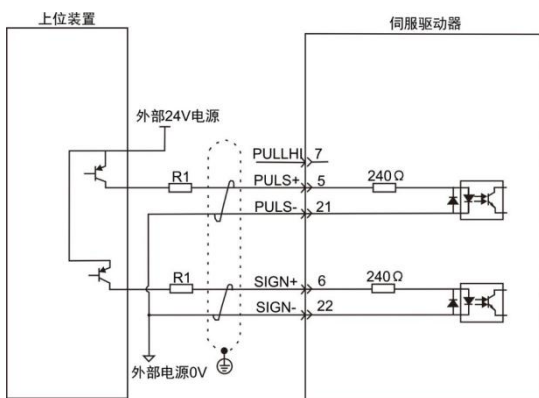 上位装置
伺服驱动器
外部24V电源
PULLHI 7
R1 PULS+ 5 240Ω
PULS- 21
R1 SIGN+ 6 240Ω
SIGN- 22
外部电源0V